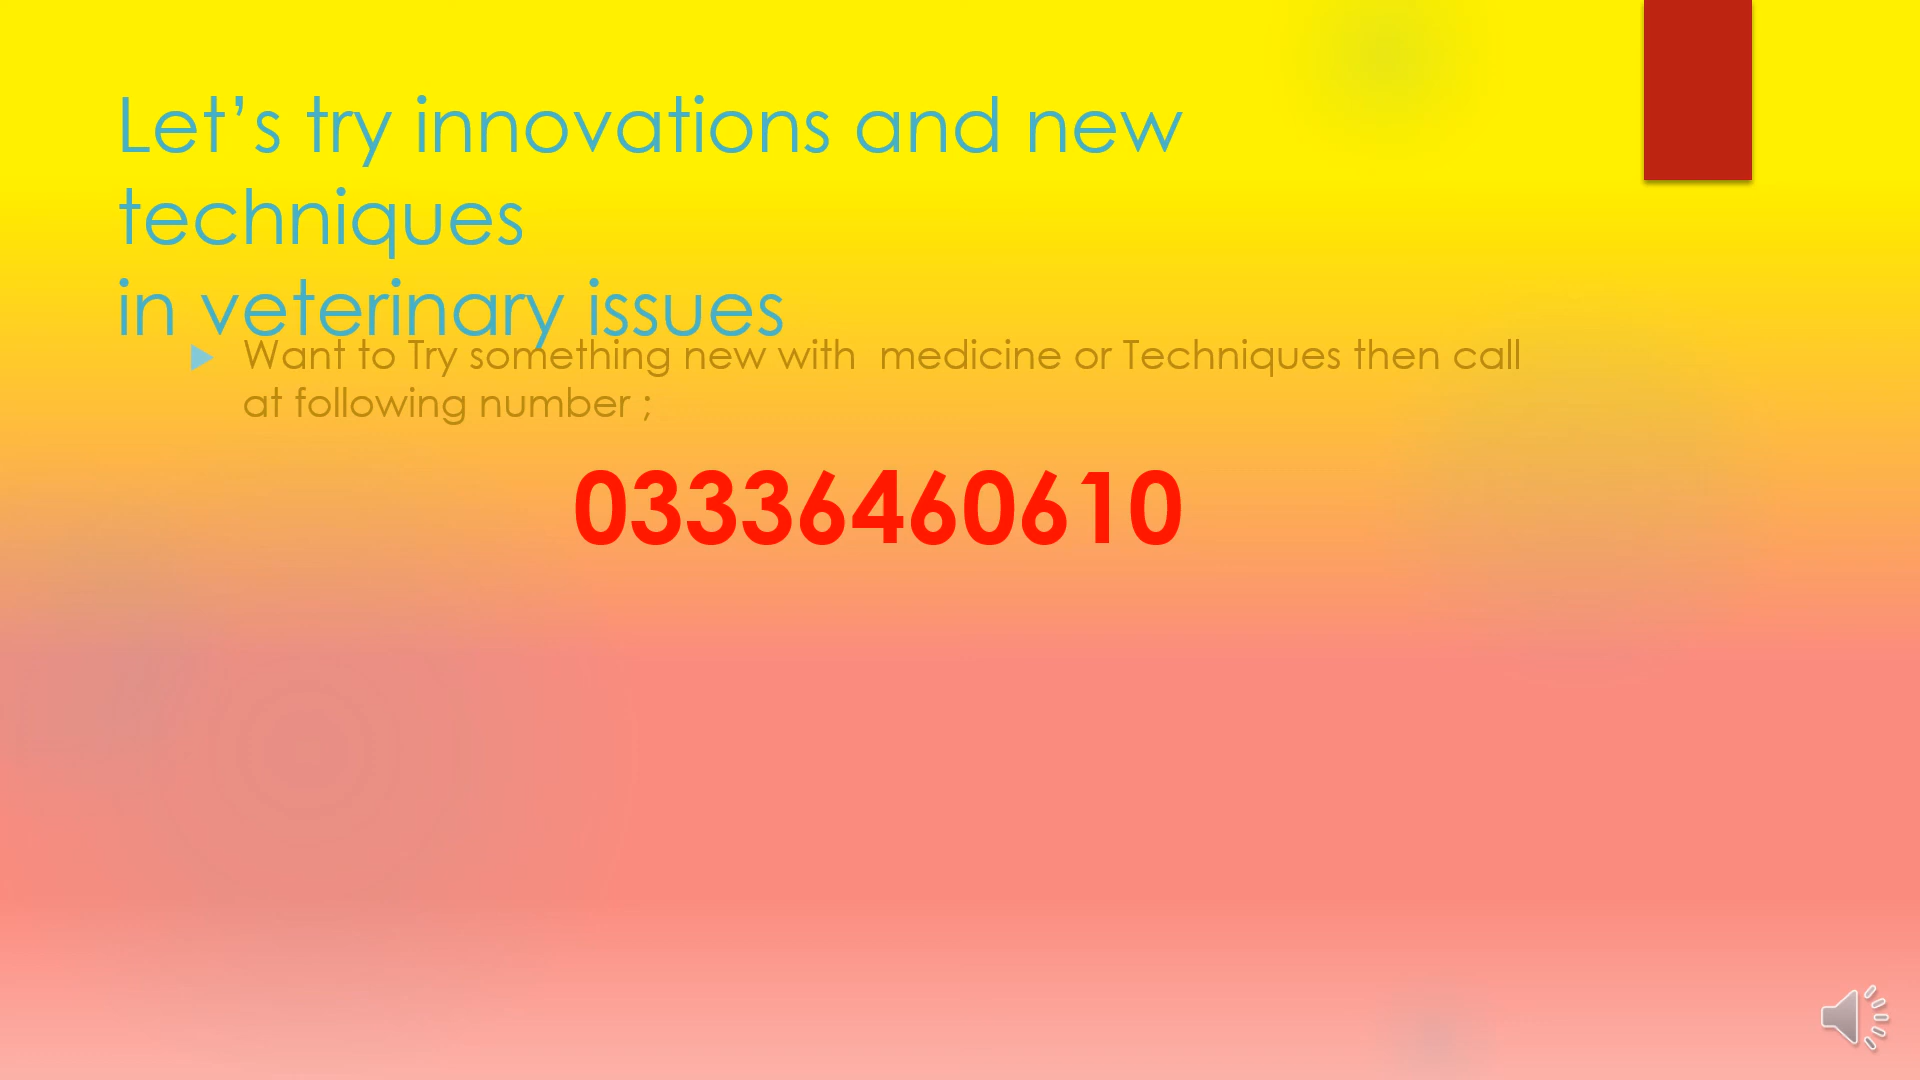 Let’s try innovations and new
techniques
in veterinary issues
Want to Try something new with  medicine or Techniques then call
at following number ;
03336460610